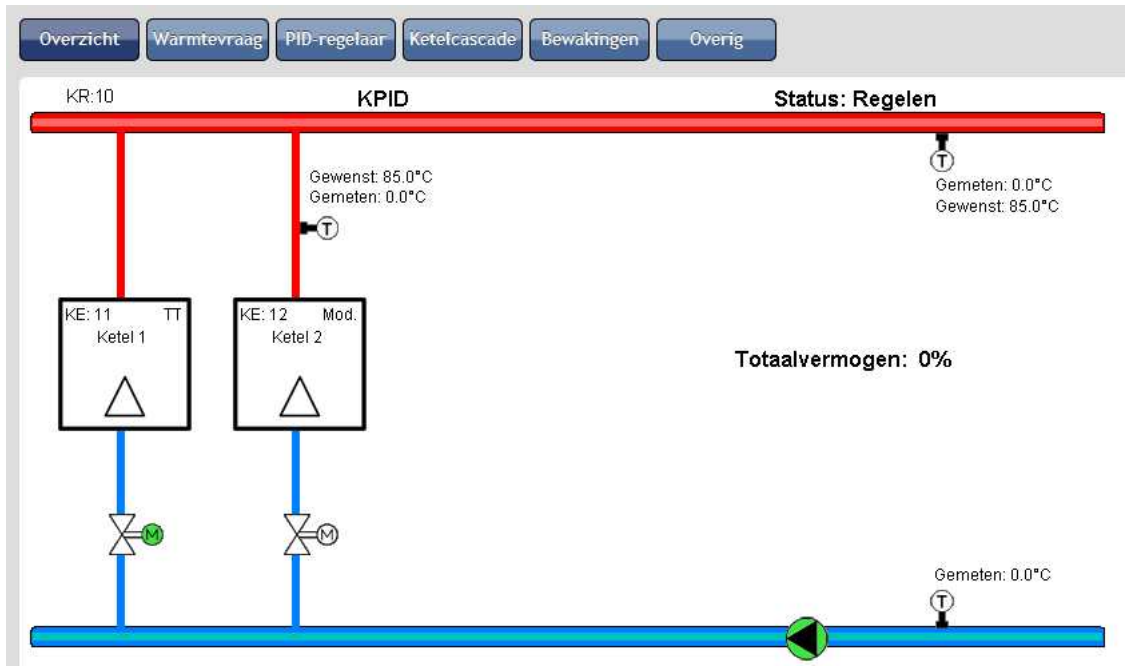 Overzicht Warmtevraag PID-regelaar Ketelcascade Bewakingen Overig
KR:10 KPID Status: Regelen
T
Gemeten: 0.0°C
Gewenst: 85.0°C
Gewenst: 85.0°C
Gemeten: 0.0°C
T
KE: 11 TT
Ketel 1
KE: 12 Mod.
Ketel 2
Totaalvermogen: 0%
M
M
Gemeten: 0.0°C
T